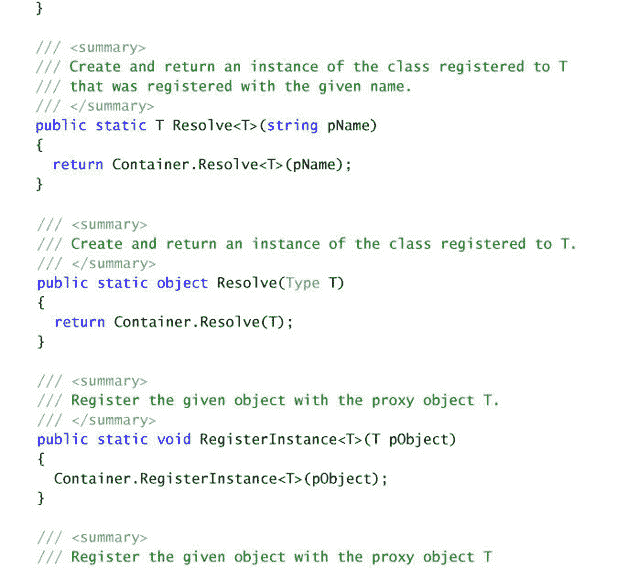 }
/// <summary>
/// Create and return an instance of the class registered to T
/// that was registered with the given name.
/// </summary>
public static T Resolve<T>(string pName)
{
  return Container.Resolve<T>(pName);
}
/// <summary>
/// Create and return an instance of the class registered to T.
/// </summary>
public static object Resolve(Type T)
{
  return Container.Resolve(T);
}
/// <summary>
/// Register the given object with the proxy object T.
/// </summary>
public static void RegisterInstance<T>(T pObject)
{
  Container.RegisterInstance<T>(pObject);
}
/// <summary>
/// Register the given object with the proxy object T